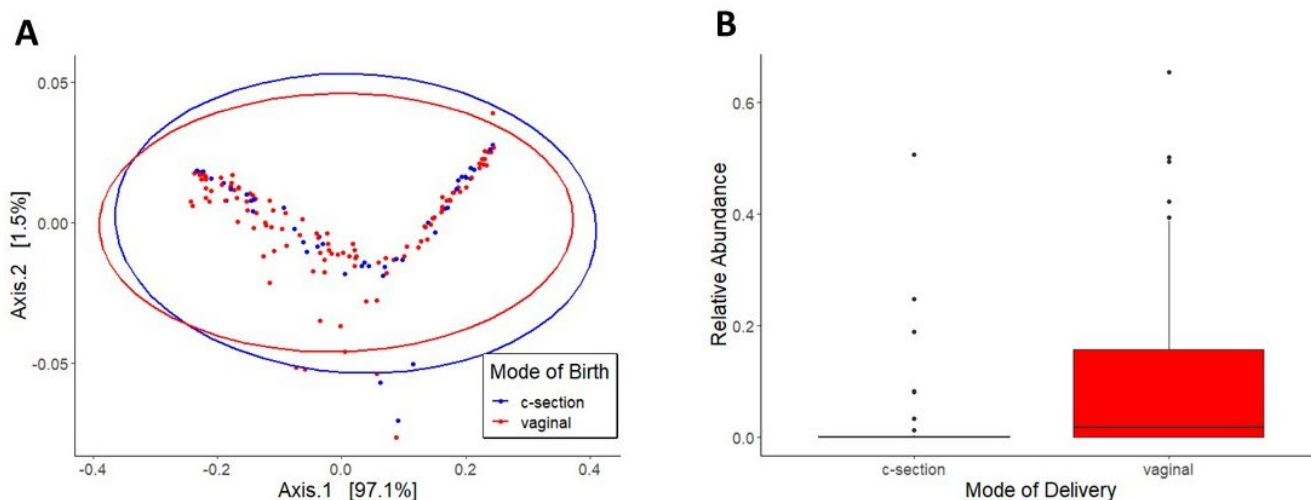 A
0.05
0.00
-0.05
Axis.2 [1.5%]
-0.4
-0.2
0.0
0.2
0.4
Axis.1 [97.1%]
Mode of Birth
c-section
vaginal
B
0.6
0.4
0.2
0.0
Relative Abundance
c-section
vaginal
Mode of Delivery